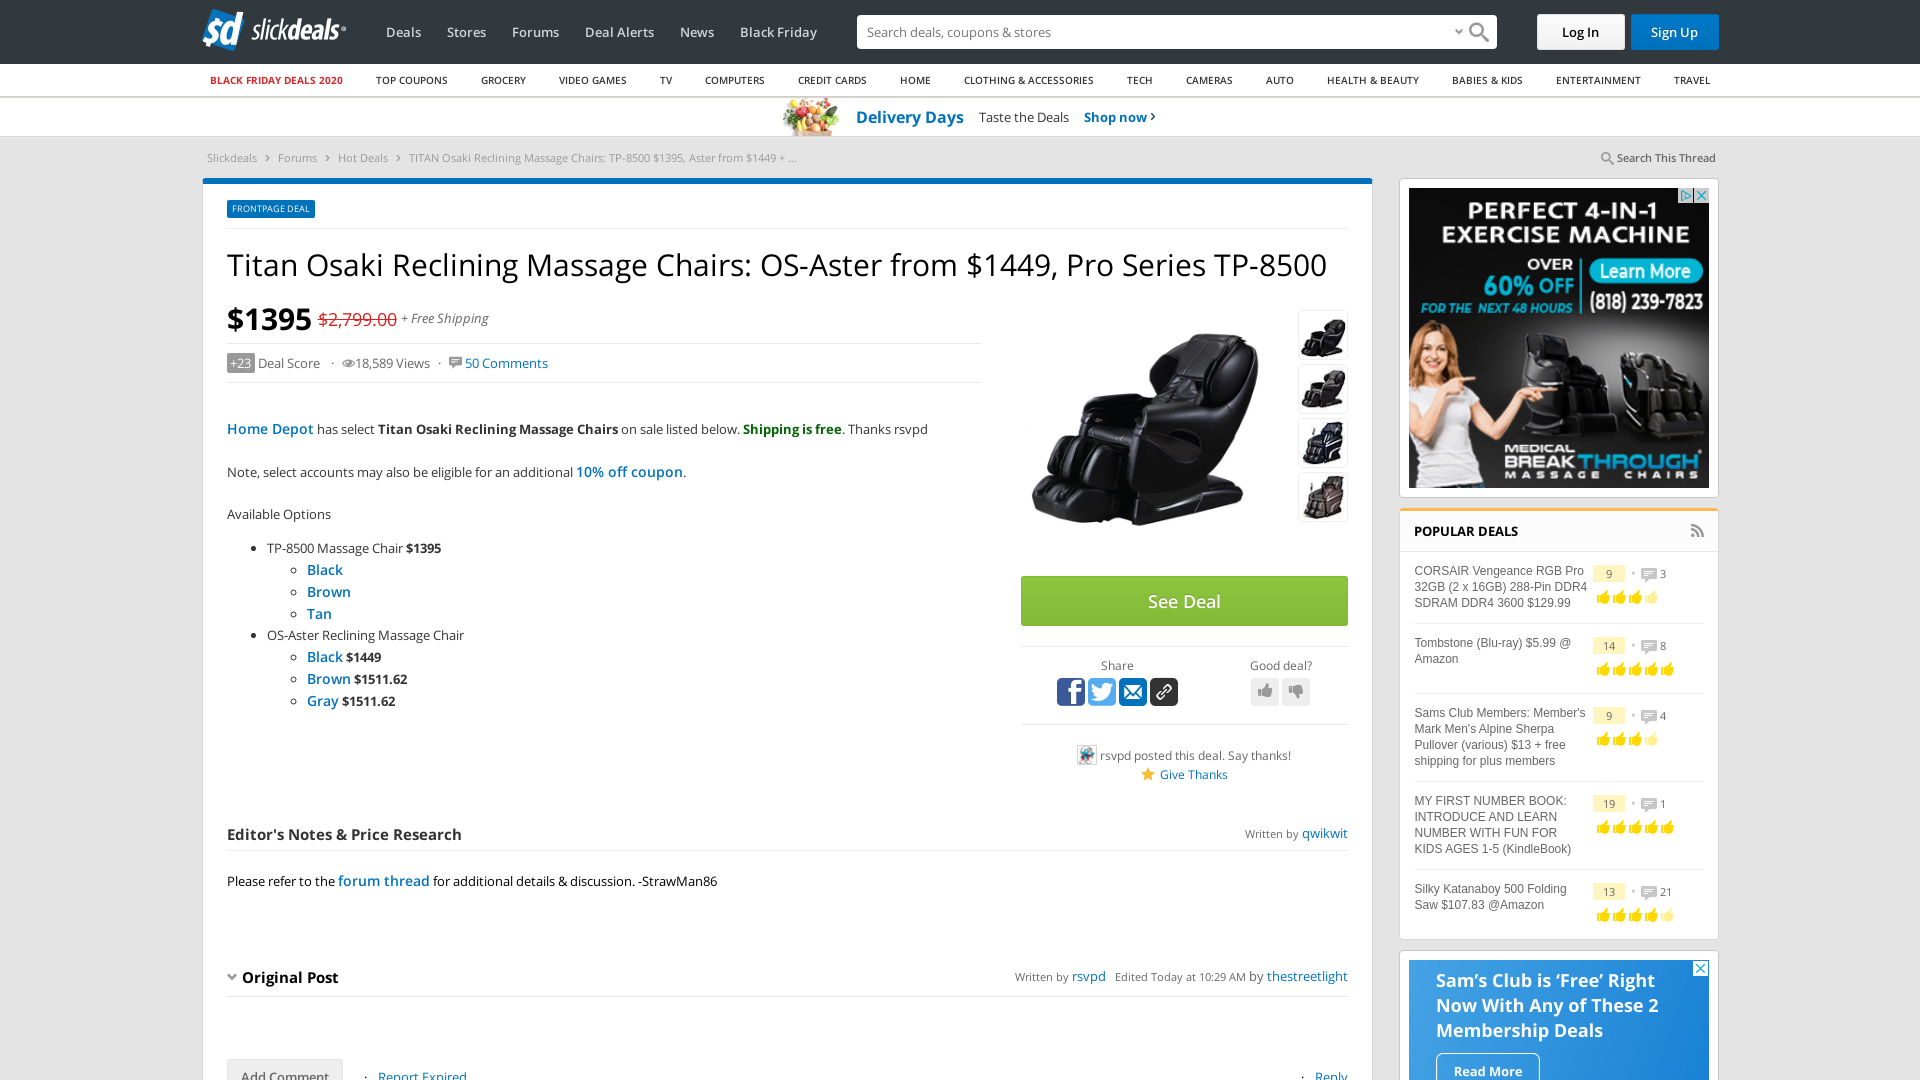 sd slickdeals
Deals Stores Forums Deal Alerts News Black Friday
Search deals, coupons & stores
Log In Sign Up
BLACK FRIDAY DEALS 2020 TOP COUPONS GROCERY VIDEO GAMES TV COMPUTERS CREDIT CARDS HOME CLOTHING & ACCESSORIES TECH CAMERAS AUTO HEALTH & BEAUTY BABIES & KIDS ENTERTAINMENT TRAVEL
Delivery Days Taste the Deals Shop now
Slickdeals > Forums > Hot Deals > TITAN Osaki Reclining Massage Chairs: TP-8500 $1395, Aster from $1449 + ...
Search This Thread
FRONTPAGE DEAL
Titan Osaki Reclining Massage Chairs: OS-Aster from $1449, Pro Series TP-8500
$1395 $2,799.00 + Free Shipping
+23 Deal Score · 18,589 Views · 50 Comments
Home Depot has select Titan Osaki Reclining Massage Chairs on sale listed below. Shipping is free. Thanks rsvpd
Note, select accounts may also be eligible for an additional 10% off coupon.
Available Options
• TP-8500 Massage Chair $1395
Black
Brown
Tan
• OS-Aster Reclining Massage Chair
Black $1449
Brown $1511.62
Gray $1511.62
See Deal
Share
Good deal?
rsvpd posted this deal. Say thanks!
Give Thanks
Editor's Notes & Price Research
Written by qwikwit
Please refer to the forum thread for additional details & discussion. -StrawMan86
Original Post
Written by rsvpd Edited Today at 10:29 AM by thestreetlight
Add Comment · Report Expired
· Reply
PERFECT 4-IN-1
EXERCISE MACHINE
OVER
60% OFF
FOR THE NEXT 48 HOURS
Learn More
(818) 239-7823
MEDICAL
BREAKTHROUGH
MASSAGE CHAIRS
POPULAR DEALS
CORSAIR Vengeance RGB Pro
32GB (2 x 16GB) 288-Pin DDR4
SDRAM DDR4 3600 $129.99
9 • 3
Tombstone (Blu-ray) $5.99 @
Amazon
14 • 8
Sams Club Members: Member's
Mark Men's Alpine Sherpa
Pullover (various) $13 + free
shipping for plus members
9 • 4
MY FIRST NUMBER BOOK:
INTRODUCE AND LEARN
NUMBER WITH FUN FOR
KIDS AGES 1-5 (KindleBook)
19 • 1
Silky Katanaboy 500 Folding
Saw $107.83 @Amazon
13 • 21
Sam's Club is ‘Free’ Right
Now With Any of These 2
Membership Deals
Read More